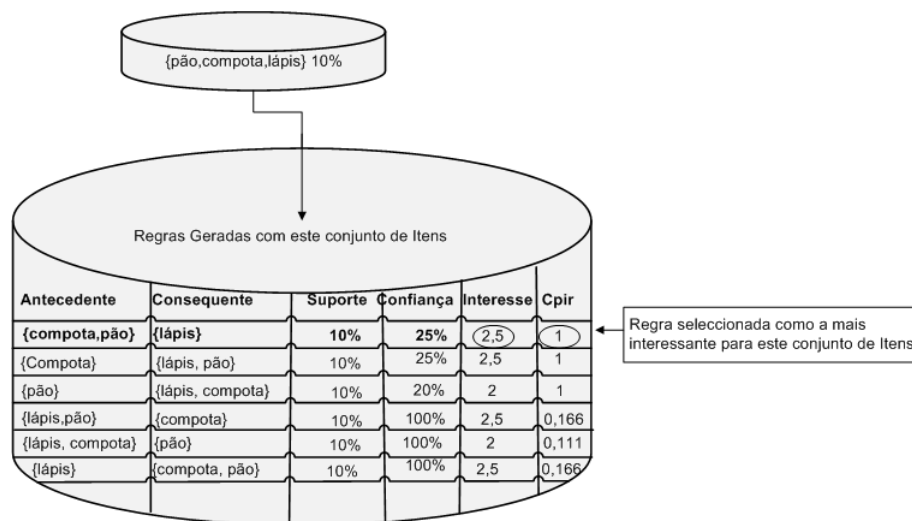 {pão,compota,lápis} 10%
Regras Geradas com este conjunto de Itens
Antecedente Consequente Suporte Confiança Interesse Cpir
{compota,pão} {lápis} 10% 25% 2,5 1
{Compota} {lápis, pão} 10% 25% 2,5 1
{pão} {lápis, compota} 10% 20% 2 1
{lápis,pão} {compota} 10% 100% 2,5 0,166
{lápis, compota} {pão} 10% 100% 2 0,111
{lápis} {compota, pão} 10% 100% 2,5 0,166
Regra seleccionada como a mais
interessante para este conjunto de Itens